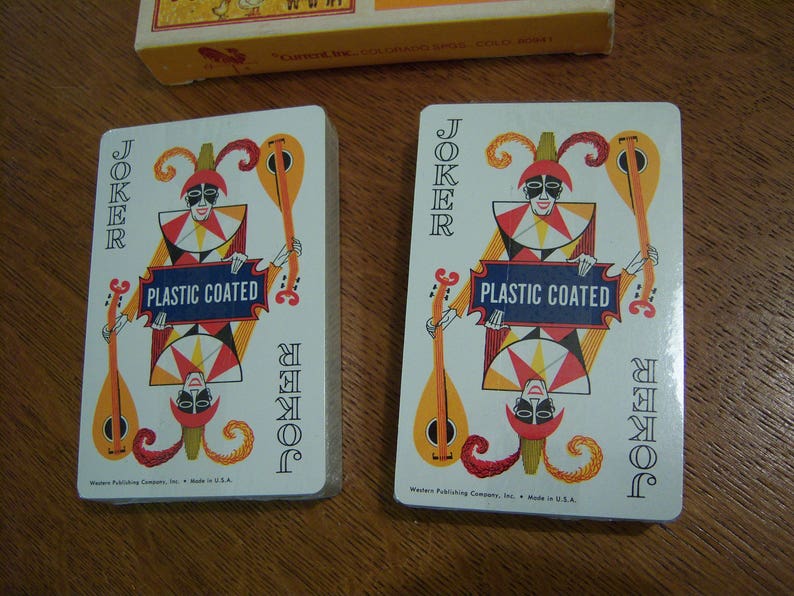 ©Current, Inc., COLORADO SPGS., COLO. 80941
JOKER
PLASTIC COATED
JOKER
Western Publishing Company, Inc. • Made in U.S.A.
JOKER
PLASTIC COATED
JOKER
Western Publishing Company, Inc. • Made in U.S.A.